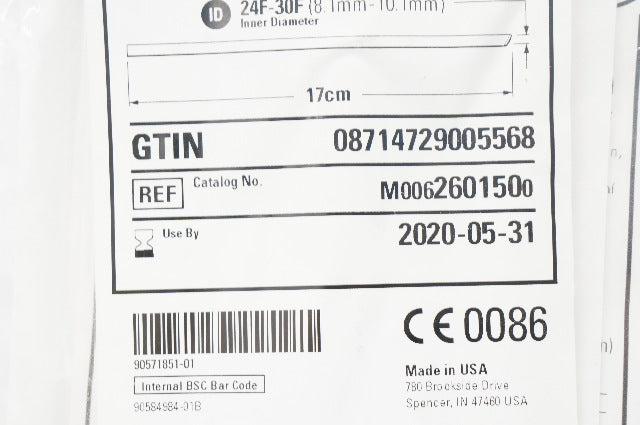 ID 24F-30F (8.1mm-10.1mm)
Inner Diameter
17cm
GTIN 08714729005568
REF Catalog No. M0062601500
Use By 2020-05-31
CE 0086
90571851-01
Internal BSC Bar Code
90584984-01B
Made in USA
780 Brookside Drive
Spencer, IN 47460 USA